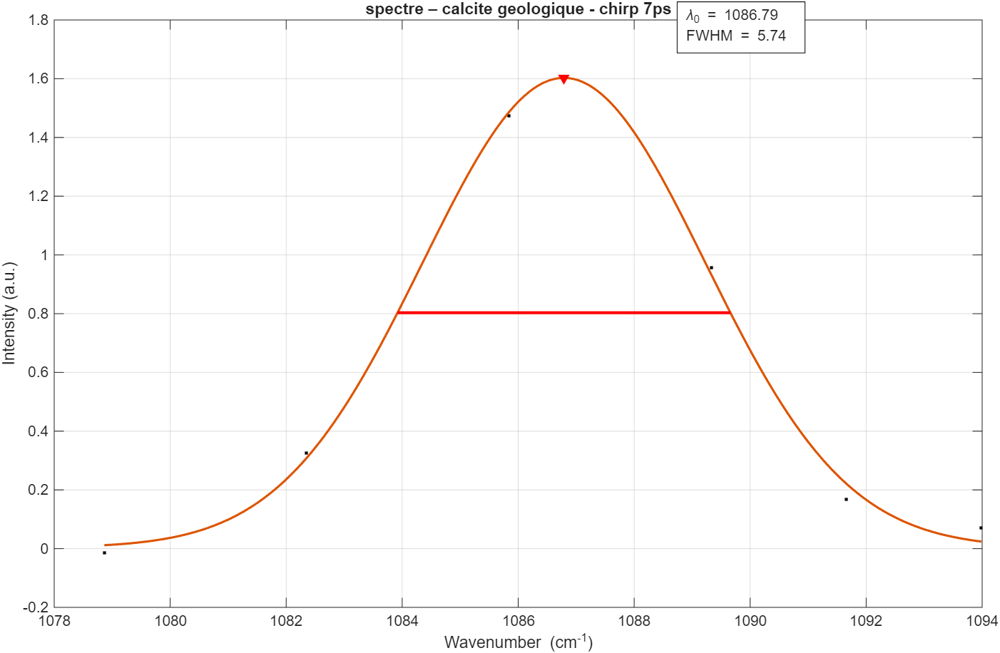 spectre – calcite geologique - chirp 7ps
λ0 = 1086.79
FWHM = 5.74
1.8
1.6
1.4
1.2
1
0.8
0.6
0.4
0.2
0
-0.2
Intensity (a.u.)
1078 1080 1082 1084 1086 1088 1090 1092 1094
Wavenumber (cm-1)